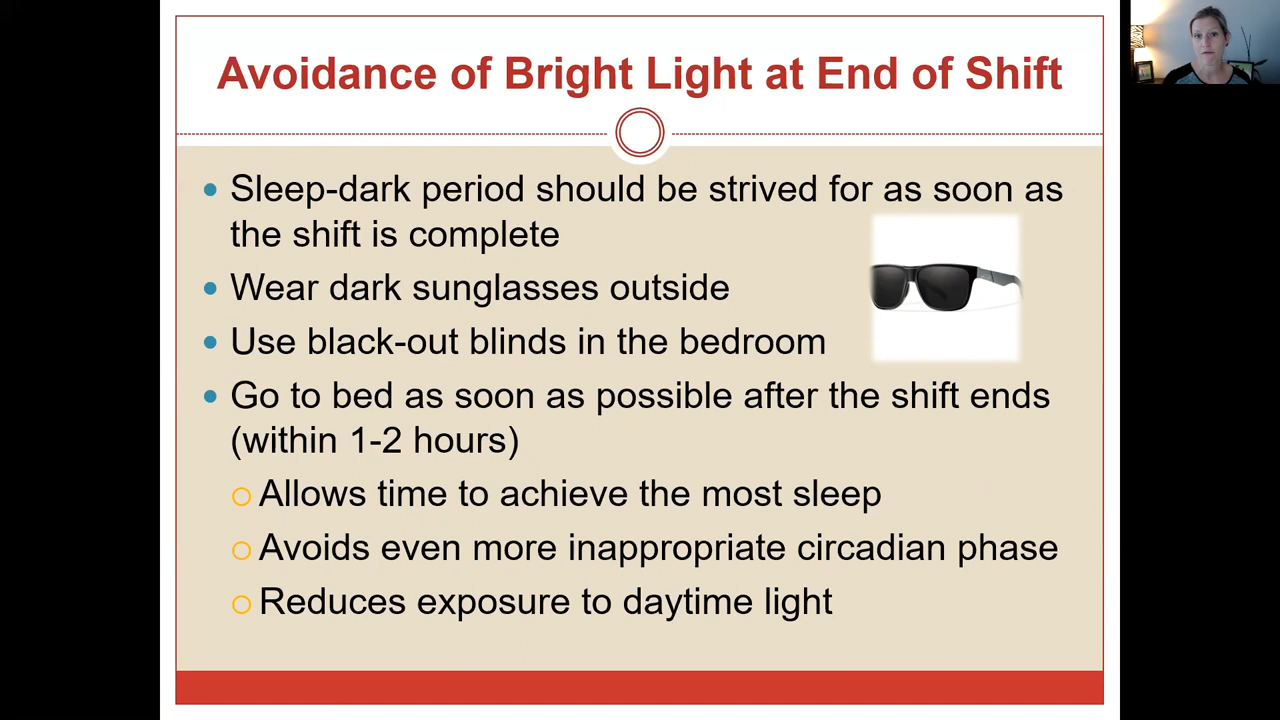 Avoidance of Bright Light at End of Shift
Sleep-dark period should be strived for as soon as
the shift is complete
Wear dark sunglasses outside
Use black-out blinds in the bedroom
Go to bed as soon as possible after the shift ends
(within 1-2 hours)
Allows time to achieve the most sleep
Avoids even more inappropriate circadian phase
Reduces exposure to daytime light